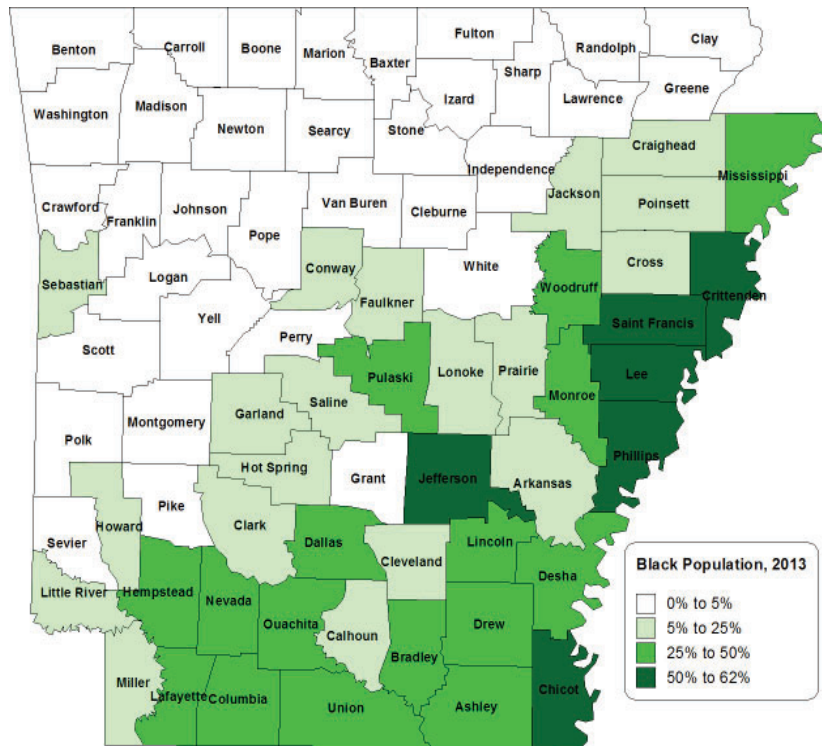 Benton
Carroll
Boone
Marion
Baxter
Fulton
Randolph
Clay
Sharp
Izard
Lawrence
Greene
Washington
Madison
Newton
Searcy
Stone
Independence
Jackson
Craighead
Mississippi
Crawford
Franklin
Johnson
Pope
Van Buren
Cleburne
Poinsett
Sebastian
Logan
Conway
Faulkner
White
Woodruff
Cross
Crittenden
Yell
Scott
Perry
Pulaski
Lonoke
Prairie
Monroe
Saint Francis
Lee
Phillips
Polk
Montgomery
Garland
Saline
Hot Spring
Grant
Jefferson
Arkansas
Sevier
Howard
Pike
Clark
Dallas
Cleveland
Lincoln
Desha
Little River
Hempstead
Nevada
Ouachita
Calhoun
Bradley
Drew
Chicot
Miller
Lafayette
Columbia
Union
Ashley
Black Population, 2013
0% to 5%
5% to 25%
25% to 50%
50% to 62%